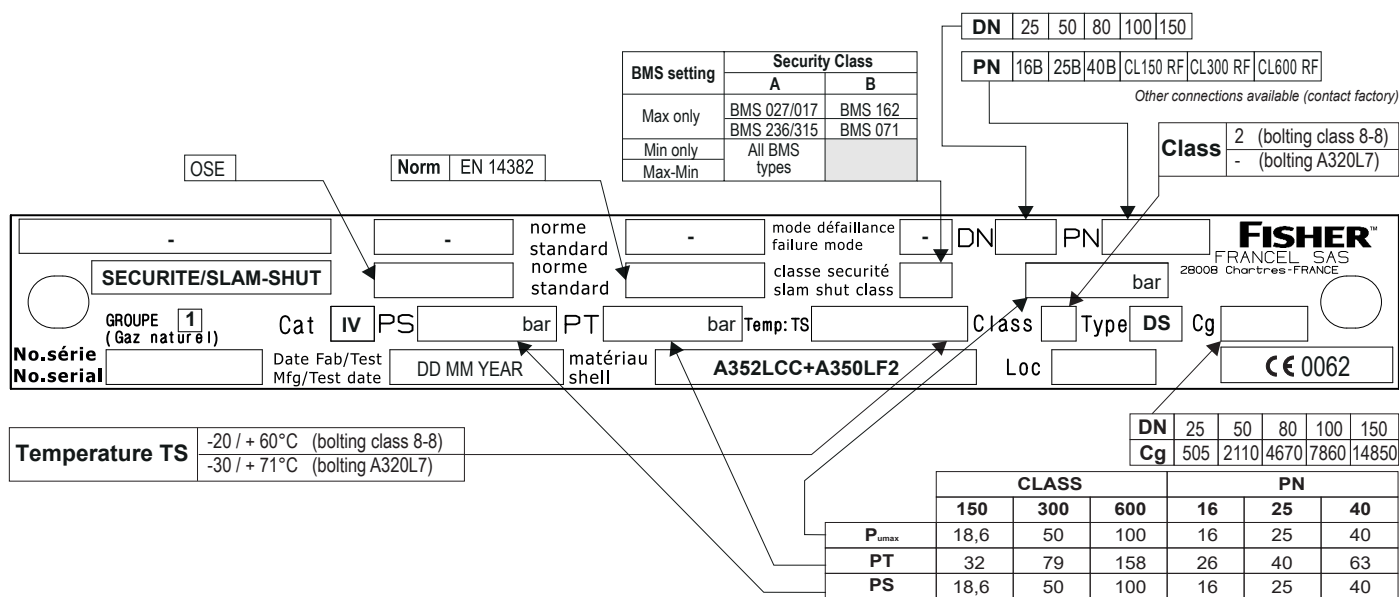 DN 25 50 80 100 150
PN 16B 25B 40B CL150 RF CL300 RF CL600 RF
Other connections available (contact factory)
BMS setting Security Class
A B
Max only BMS 027/017 BMS 162
BMS 236/315 BMS 071
Min only All BMS types
Max-Min
Class 2 (bolting class 8-8)
- (bolting A320L7)
OSE
Norm EN 14382
- - norme standard - mode défaillance failure mode - DN PN FISHER™
FRANCEL SAS
28008 Chartres-FRANCE
SECURITE/SLAM-SHUT norme standard classe securité slam shut class bar
GROUPE 1 (Gaz naturel) Cat IV PS bar PT bar Temp: TS Class Type DS Cg
No.série No.serial Date Fab/Test Mfg/Test date DD MM YEAR matériau shell A352LCC+A350LF2 Loc CE 0062
Temperature TS -20 / + 60°C (bolting class 8-8)
-30 / + 71°C (bolting A320L7)
DN 25 50 80 100 150
Cg 505 2110 4670 7860 14850
CLASS PN
150 300 600 16 25 40
Pumax 18,6 50 100 16 25 40
PT 32 79 158 26 40 63
PS 18,6 50 100 16 25 40